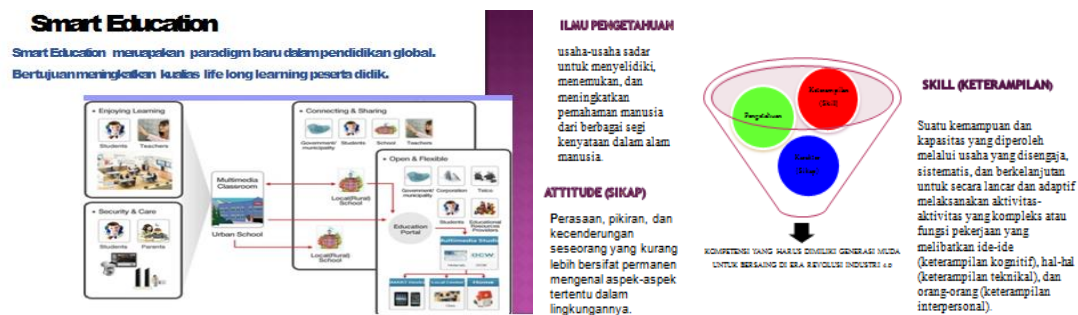 Smart Education
Smart Education merupakan paradigm baru dalam pendidikan global.
Bertujuan meningkatkan kualias life long learning peserta didik.
• Enjoying Learning
Students Teachers
• Security & Care
Students Parents
Multimedia
Classroom
Urban School
• Connecting & Sharing
Government/
municipality
Students
School
Teachers
Local(Rural)
School
Local(Rural)
School
• Open & Flexible
Government/
municipality
Corporation
Telco
Students
Educational
Resources
Providers
Education
Portal
Multimedia Studio
OCW
ILMU PENGETAHUAN
usaha-usaha sadar
untuk menyelidiki,
menemukan, dan
meningkatkan
pemahaman manusia
dari berbagai segi
kenyataan dalam alam
manusia.
ATTITUDE (SIKAP)
Perasaan, pikiran, dan
kecenderungan
seseorang yang kurang
lebih bersifat permanen
mengenal aspek-aspek
tertentu dalam
lingkungannya.
Pengetahuan
Keterampilan
(Skill)
(Sikap)
KOMPETENSI YANG HARUS DIMILIKI GENERASI MUDA
UNTUK BERSAING DI ERA REVOLUSI INDUSTRI 4.0
SKILL (KETERAMPILAN)
Suatu kemampuan dan
kapasitas yang diperoleh
melalui usaha yang disengaja,
sistematis, dan berkelanjutan
untuk secara lancar dan adaptif
melaksanakan aktivitas-
aktivitas yang kompleks atau
fungsi pekerjaan yang
melibatkan ide-ide
(keterampilan kognitif), hal-hal
(keterampilan teknikal), dan
orang-orang (keterampilan
interpersonal).